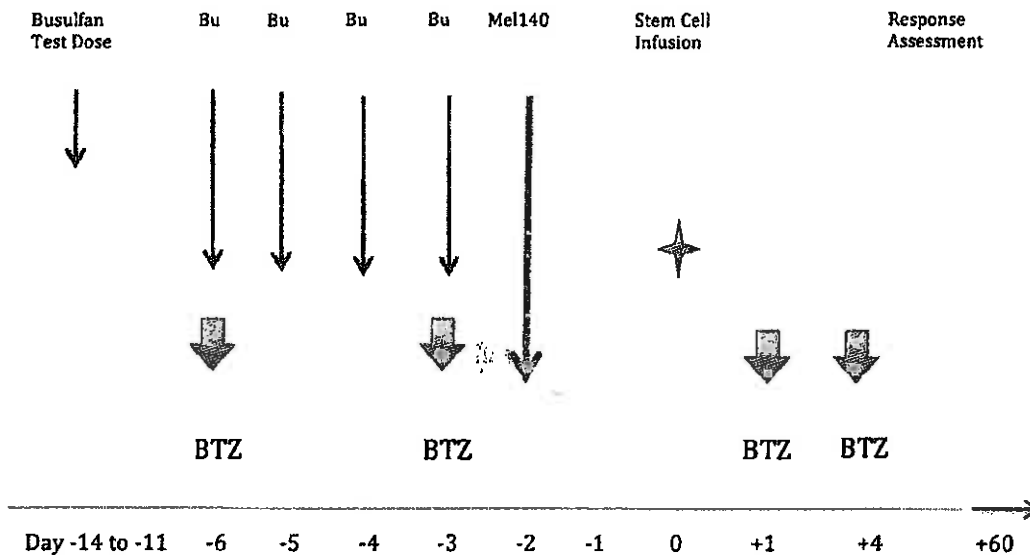 Busulfan Bu Bu Bu Bu Mel140 Stem Cell Response
Test Dose Infusion Assessment
BTZ BTZ BTZ BTZ
Day -14 to -11 -6 -5 -4 -3 -2 -1 0 +1 +4 +60